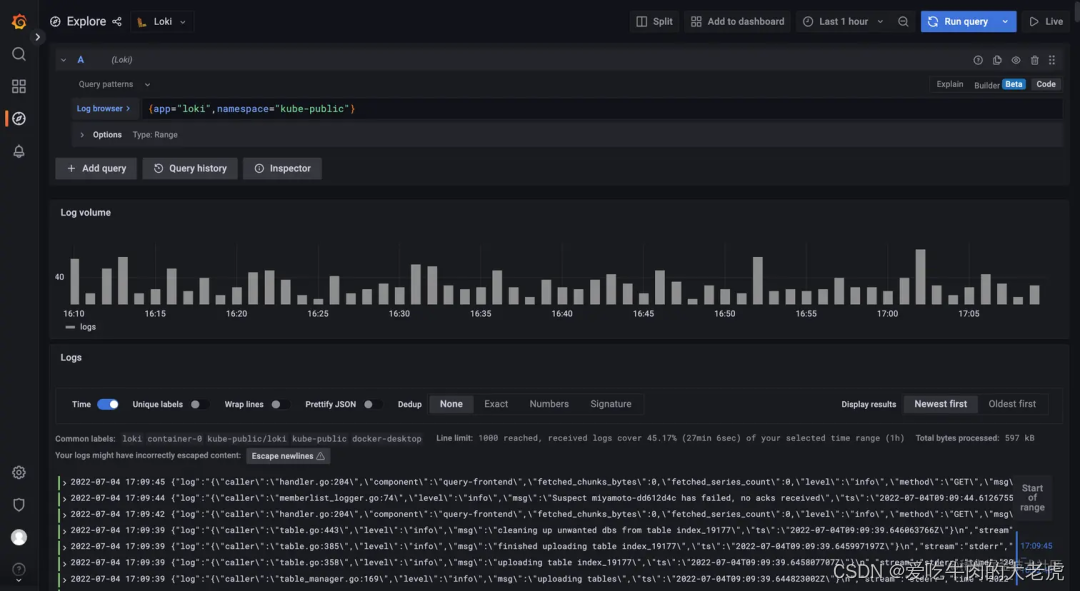 Explore Loki Split Add to dashboard Last 1 hour Run query Live
A (Loki)
Query patterns Explain Builder Beta Code
Log browser > {app="loki",namespace="kube-public"}
> Options Type: Range
+ Add query Query history Inspector
Log volume
40
16:10 16:15 16:20 16:25 16:30 16:35 16:40 16:45 16:50 16:55 17:00 17:05
logs
Logs
Time Unique labels Wrap lines Prettify JSON Dedup None Exact Numbers Signature Display results Newest first Oldest first
Common labels: loki container-0 kube-public/loki kube-public docker-desktop Line limit: 1000 reached, received logs cover 45.17% (27min 6sec) of your selected time range (1h) Total bytes processed: 597 kB
Your logs might have incorrectly escaped content: Escape newlines
> 2022-07-04 17:09:45 {"log":"{\"caller\":\"handler.go:204\",\"component\":\"query-frontend\",\"fetched_chunks_bytes\":0,\"fetched_series_count\":0,\"level\":\"info\",\"method\":\"GET\",\"msg\
> 2022-07-04 17:09:44 {"log":"{\"caller\":\"memberlist_logger.go:74\",\"level\":\"info\",\"msg\":\"Suspect miyamoto-dd612d4c has failed, no acks received\",\"ts\":\"2022-07-04T09:09:44.6126755
> 2022-07-04 17:09:42 {"log":"{\"caller\":\"handler.go:204\",\"component\":\"query-frontend\",\"fetched_chunks_bytes\":0,\"fetched_series_count\":0,\"level\":\"info\",\"method\":\"GET\",\"msg\
> 2022-07-04 17:09:39 {"log":"{\"caller\":\"table.go:443\",\"level\":\"info\",\"msg\":\"cleaning up unwanted dbs from table index_19177\",\"ts\":\"2022-07-04T09:09:39.646063766Z\"}\n","stream"
> 2022-07-04 17:09:39 {"log":"{\"caller\":\"table.go:385\",\"level\":\"info\",\"msg\":\"finished uploading table index_19177\",\"ts\":\"2022-07-04T09:09:39.645997197Z\"}\n","stream":"stderr",
> 2022-07-04 17:09:39 {"log":"{\"caller\":\"table.go:358\",\"level\":\"info\",\"msg\":\"uploading table index_19177\",\"ts\":\"2022-07-04T09:09:39.645807707Z\"}\n","stream":"stderr",
> 2022-07-04 17:09:39 {"log":"{\"caller\":\"table_manager.go:169\",\"level\":\"info\",\"msg\":\"uploading tables\",\"ts\":\"2022-07-04T09:09:39.644823002Z\"}\n","stream":"stderr","time":"2022-
Start
of
range
17:09:45
CSDN @爱吃牛肉的大老虎